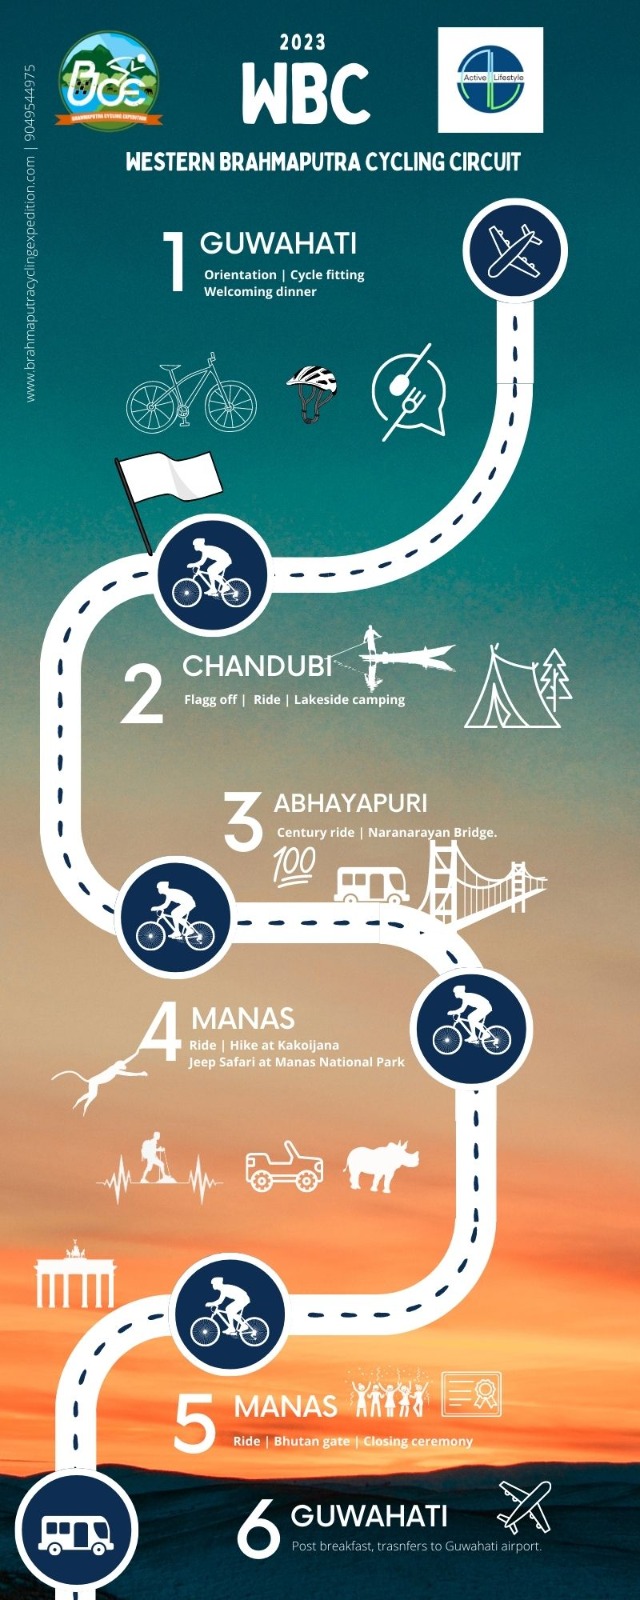 2023
WBC
WESTERN BRAHMAPUTRA CYCLING CIRCUIT
BRAHMAPUTRA CYCLING EXPEDITION
Active Lifestyle
www.brahmaputracyclingexpedition.com | 9049544975
1 GUWAHATI
Orientation | Cycle fitting
Welcoming dinner
2 CHANDUBI
Flagg off | Ride | Lakeside camping
3 ABHAYAPURI
Century ride | Naranarayan Bridge.
100
4 MANAS
Ride | Hike at Kakoijana
Jeep Safari at Manas National Park
5 MANAS
Ride | Bhutan gate | Closing ceremony
6 GUWAHATI
Post breakfast, trasnfers to Guwahati airport.